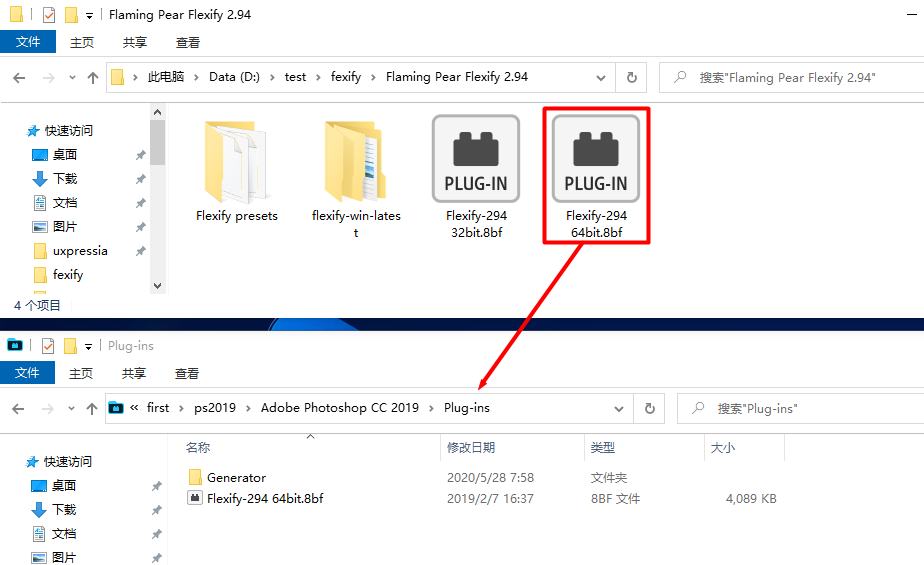 Flaming Pear Flexify 2.94
文件 主页 共享 查看
此电脑 Data (D:) test fexify Flaming Pear Flexify 2.94 搜索"Flaming Pear Flexify 2.94"
快速访问
桌面
下载
文档
图片
uxpressia
fexify
PLUG-IN PLUG-IN
Flexify presets flexify-win-lates Flexify-294 Flexify-294
t 32bit.8bf 64bit.8bf
4 个项目
Plug-ins
文件 主页 共享 查看
« first ps2019 Adobe Photoshop CC 2019 Plug-ins 搜索"Plug-ins"
名称 修改日期 类型 大小
快速访问
桌面
下载
文档
图片
Generator 2020/5/28 7:58 文件夹
Flexify-294 64bit.8bf 2019/2/7 16:37 8BF 文件 4,089 KB